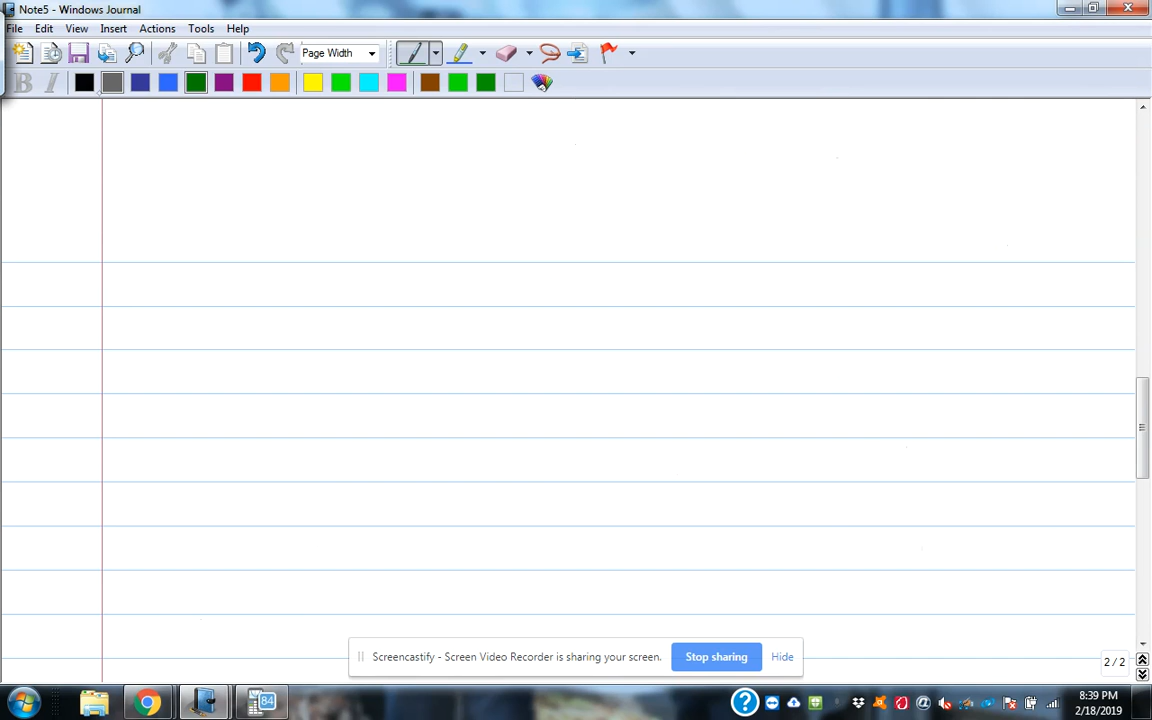 Note5 - Windows Journal
File Edit View Insert Actions Tools Help
Page Width
B I
2 / 2
Screencastify - Screen Video Recorder is sharing your screen. Stop sharing Hide
84
8:39 PM
2/18/2019